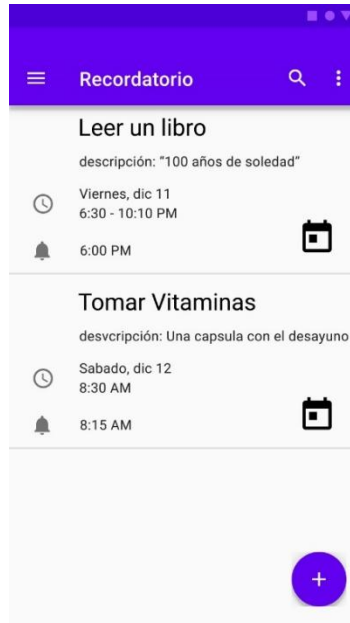 Recordatorio
Leer un libro
descripción: "100 años de soledad"
Viernes, dic 11
6:30 - 10:10 PM
6:00 PM
Tomar Vitaminas
desvcripción: Una capsula con el desayuno
Sabado, dic 12
8:30 AM
8:15 AM